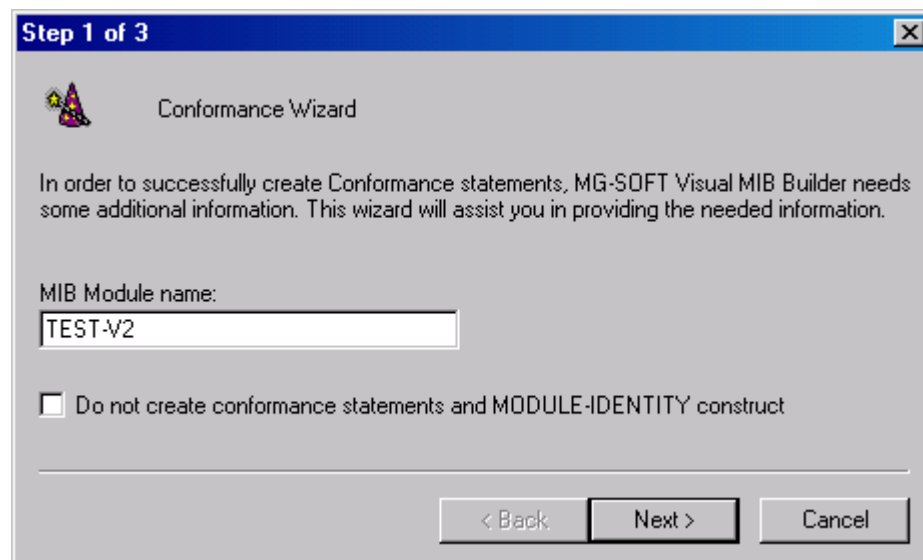 Step 1 of 3
Conformance Wizard
In order to successfully create Conformance statements, MG-SOFT Visual MIB Builder needs
some additional information. This wizard will assist you in providing the needed information.
MIB Module name:
TEST-V2
Do not create conformance statements and MODULE-IDENTITY construct
< Back Next > Cancel